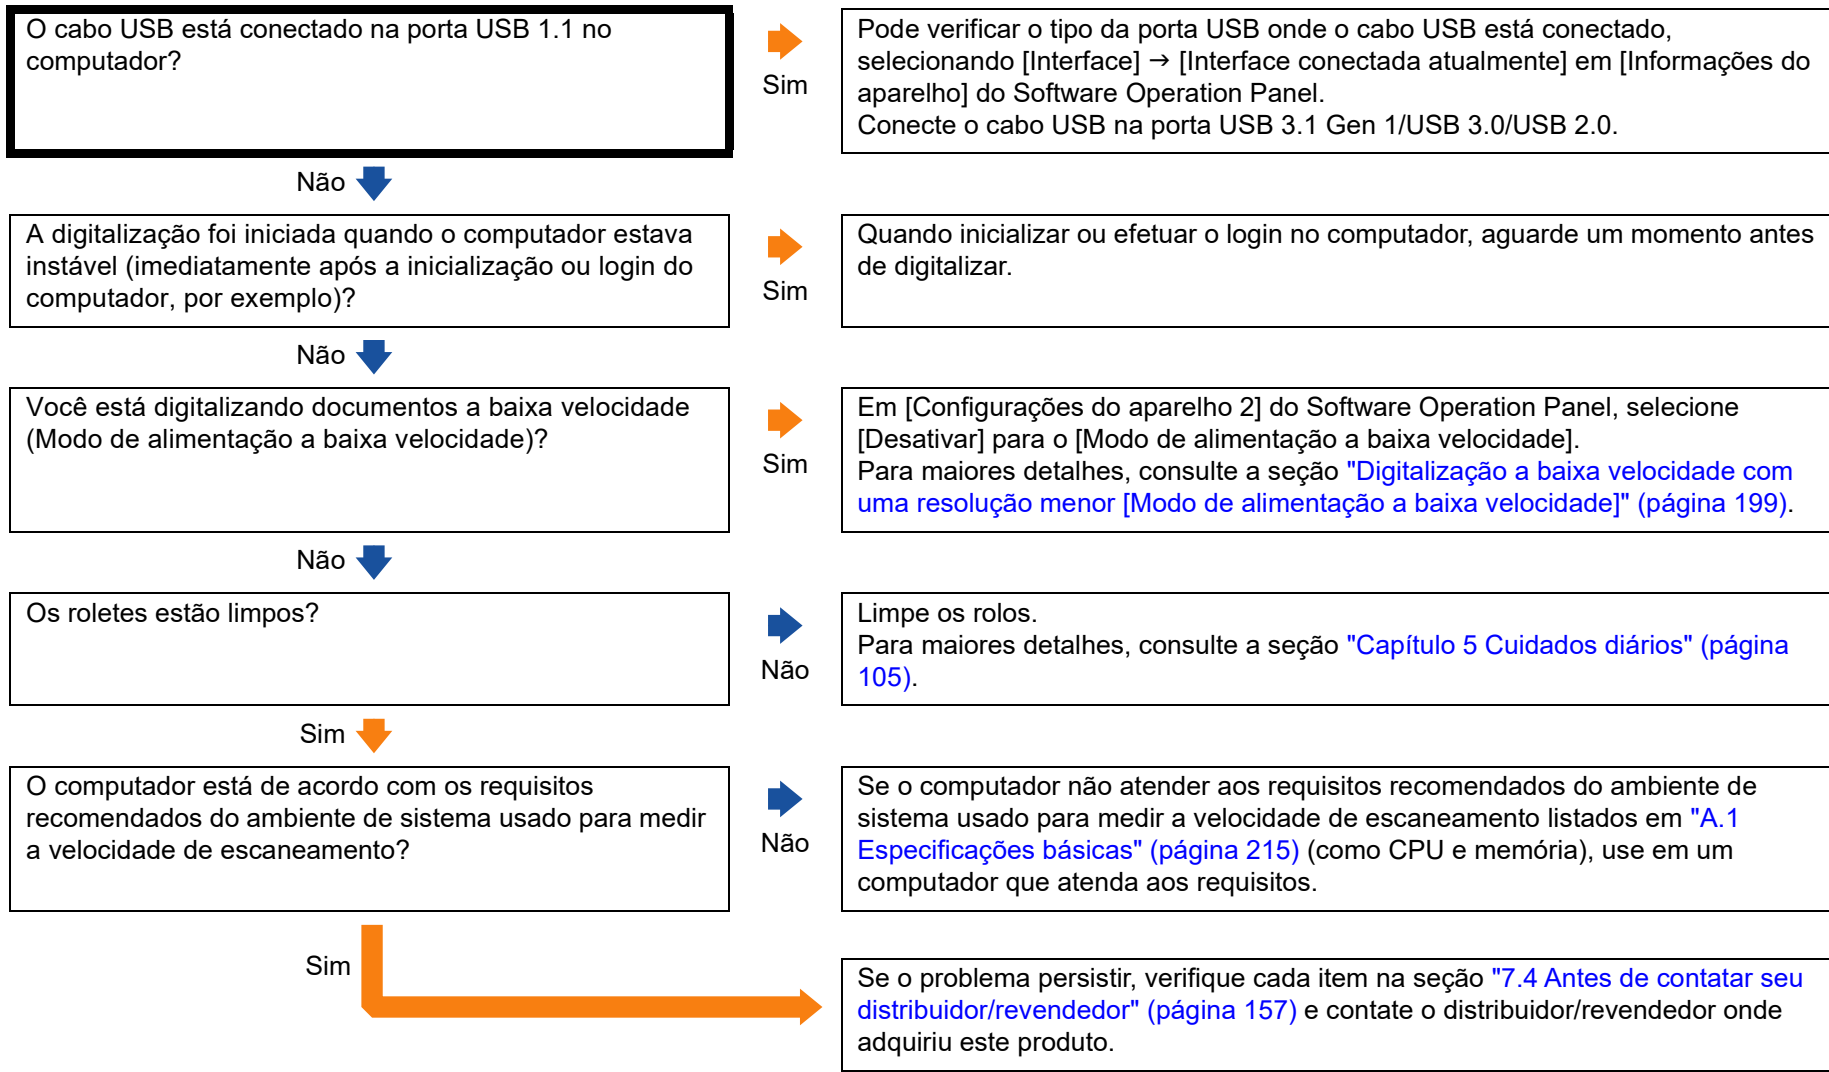 O cabo USB está conectado na porta USB 1.1 no
computador?
Sim
Pode verificar o tipo da porta USB onde o cabo USB está conectado,
selecionando [Interface] → [Interface conectada atualmente] em [Informações do
aparelho] do Software Operation Panel.
Conecte o cabo USB na porta USB 3.1 Gen 1/USB 3.0/USB 2.0.
Não
A digitalização foi iniciada quando o computador estava
instável (imediatamente após a inicialização ou login do
computador, por exemplo)?
Sim
Quando inicializar ou efetuar o login no computador, aguarde um momento antes
de digitalizar.
Não
Você está digitalizando documentos a baixa velocidade
(Modo de alimentação a baixa velocidade)?
Sim
Em [Configurações do aparelho 2] do Software Operation Panel, selecione
[Desativar] para o [Modo de alimentação a baixa velocidade].
Para maiores detalhes, consulte a seção "Digitalização a baixa velocidade com
uma resolução menor [Modo de alimentação a baixa velocidade]" (página 199).
Não
Os roletes estão limpos?
Não
Limpe os rolos.
Para maiores detalhes, consulte a seção "Capítulo 5 Cuidados diários" (página
105).
Sim
O computador está de acordo com os requisitos
recomendados do ambiente de sistema usado para medir
a velocidade de escaneamento?
Não
Se o computador não atender aos requisitos recomendados do ambiente de
sistema usado para medir a velocidade de escaneamento listados em "A.1
Especificações básicas" (página 215) (como CPU e memória), use em um
computador que atenda aos requisitos.
Sim
Se o problema persistir, verifique cada item na seção "7.4 Antes de contatar seu
distribuidor/revendedor" (página 157) e contate o distribuidor/revendedor onde
adquiriu este produto.